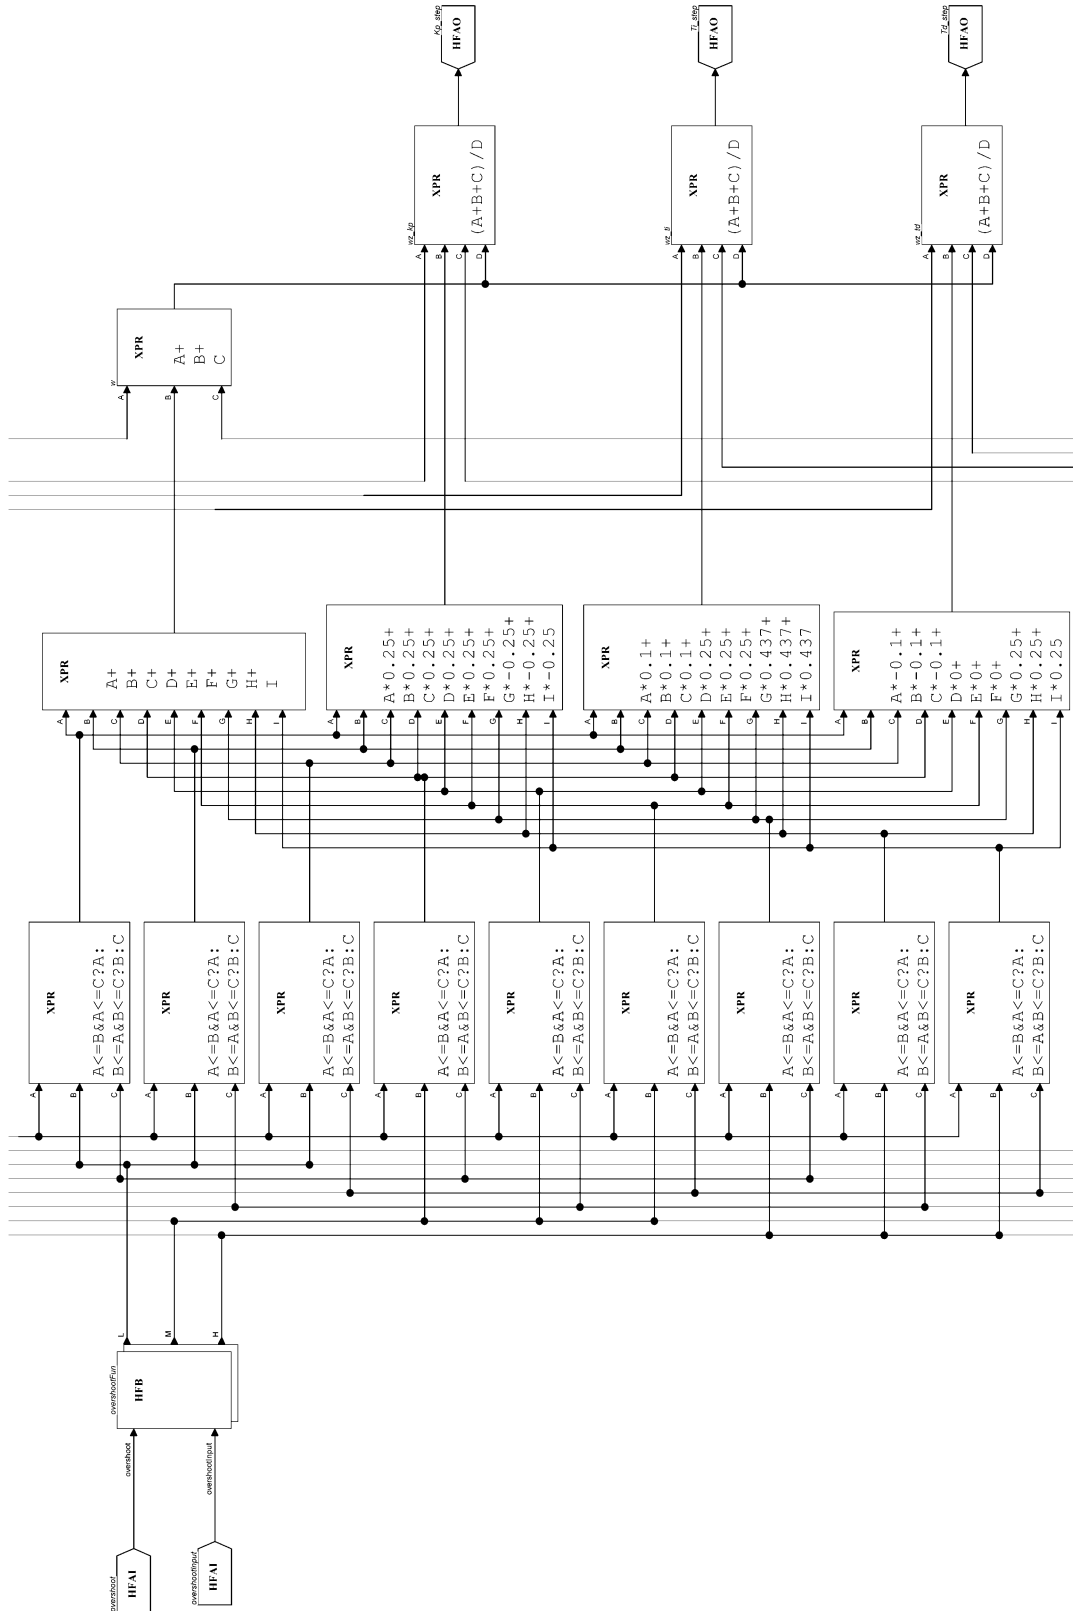 Kp_step
HFAO
Ti_step
HFAO
Td_step
HFAO
wz_kp
XPR
(A+B+C)/D
A
B
C
D
wz_ti
XPR
(A+B+C)/D
A
B
C
D
wz_td
XPR
(A+B+C)/D
A
B
C
D
w
XPR
A+
B+
C
A
B
C
XPR
A+
B+
C+
D+
E+
F+
G+
H+
I
A
B
C
D
E
F
G
H
I
XPR
A*0.25+
B*0.25+
C*0.25+
D*0.25+
E*0.25+
F*0.25+
G*-0.25+
H*-0.25+
I*-0.25
A
B
C
D
E
F
G
H
I
XPR
A*0.1+
B*0.1+
C*0.1+
D*0.25+
E*0.25+
F*0.25+
G*0.437+
H*0.437+
I*0.437
A
B
C
D
E
F
G
H
I
XPR
A*-0.1+
B*-0.1+
C*-0.1+
D*0+
E*0+
F*0+
G*0.25+
H*0.25+
I*0.25
A
B
C
D
E
F
G
H
I
XPR
A<=B&A<=C?A:
B<=A&B<=C?B:C
A
B
C
XPR
A<=B&A<=C?A:
B<=A&B<=C?B:C
A
B
C
XPR
A<=B&A<=C?A:
B<=A&B<=C?B:C
A
B
C
XPR
A<=B&A<=C?A:
B<=A&B<=C?B:C
A
B
C
XPR
A<=B&A<=C?A:
B<=A&B<=C?B:C
A
B
C
XPR
A<=B&A<=C?A:
B<=A&B<=C?B:C
A
B
C
XPR
A<=B&A<=C?A:
B<=A&B<=C?B:C
A
B
C
XPR
A<=B&A<=C?A:
B<=A&B<=C?B:C
A
B
C
XPR
A<=B&A<=C?A:
B<=A&B<=C?B:C
A
B
C
L
M
H
overshootFun
HFB
overshoot
overshootInput
overshoot
HFAI
overshootInput
HFAI